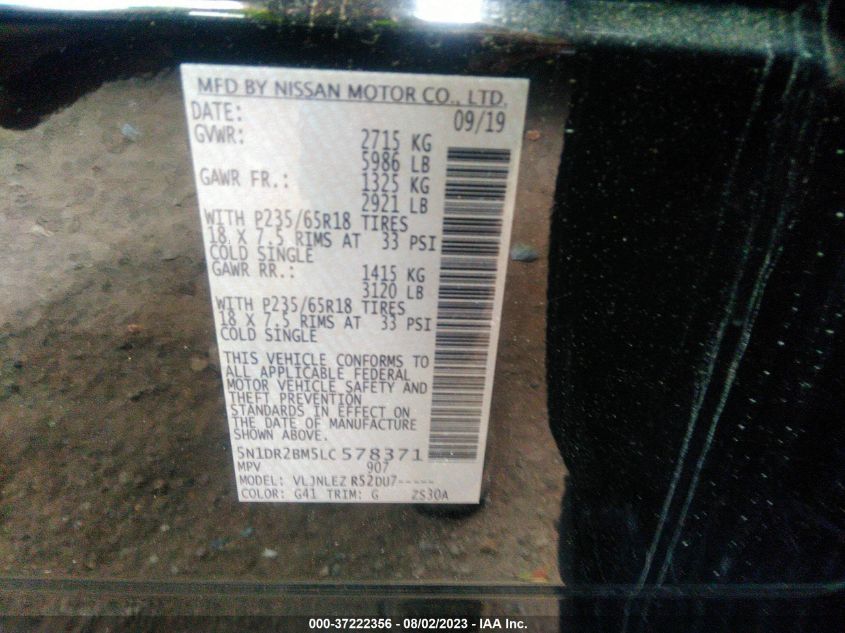 MFD BY NISSAN MOTOR CO., LTD.
DATE: 09/19
GVWR: 2715 KG
5986 LB
GAWR FR.: 1325 KG
2921 LB
WITH P235/65R18 TIRES
18 X 7.5 RIMS AT 33 PSI
COLD SINGLE
GAWR RR.: 1415 KG
3120 LB
WITH P235/65R18 TIRES
18 X 7.5 RIMS AT 33 PSI
COLD SINGLE
THIS VEHICLE CONFORMS TO
ALL APPLICABLE FEDERAL
MOTOR VEHICLE SAFETY AND
THEFT PREVENTION
STANDARDS IN EFFECT ON
THE DATE OF MANUFACTURE
SHOWN ABOVE.
5N1DR2BM5LC 578371
MPV 907
MODEL: VLJNLEZ R52DU7-----
COLOR: G41 TRIM: G ZS30A
000-37222356 - 08/02/2023 - IAA Inc.